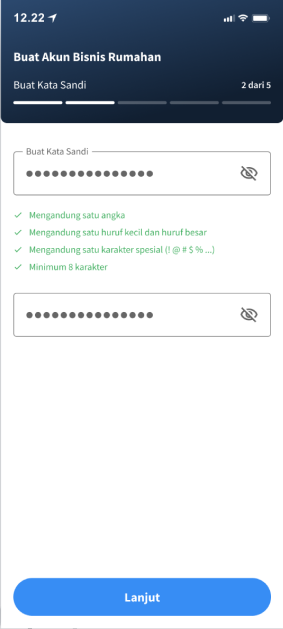 12.22
Buat Akun Bisnis Rumahan
Buat Kata Sandi
2 dari 5
Buat Kata Sandi
●●●●●●●●●●●●●●●
✓ Mengandung satu angka
✓ Mengandung satu huruf kecil dan huruf besar
✓ Mengandung satu karakter spesial (! @ # $ % ...)
✓ Minimum 8 karakter
●●●●●●●●●●●●●●●
Lanjut